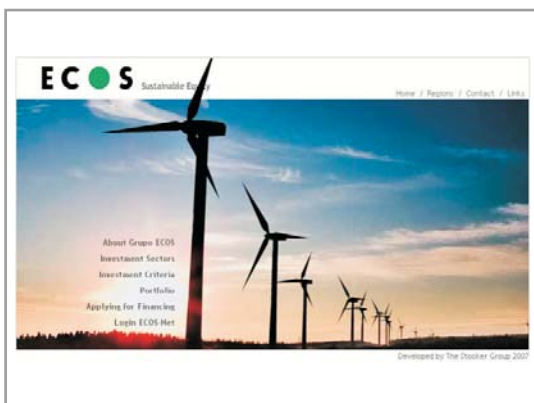 ECOS Sustainable Equity
Home / Regions / Contact / Links
About Grupo ECOS
Investment Sectors
Investment Criteria
Portfolio
Applying for Financing
Login ECOS-Net
Developed by The Stooker Group 2007